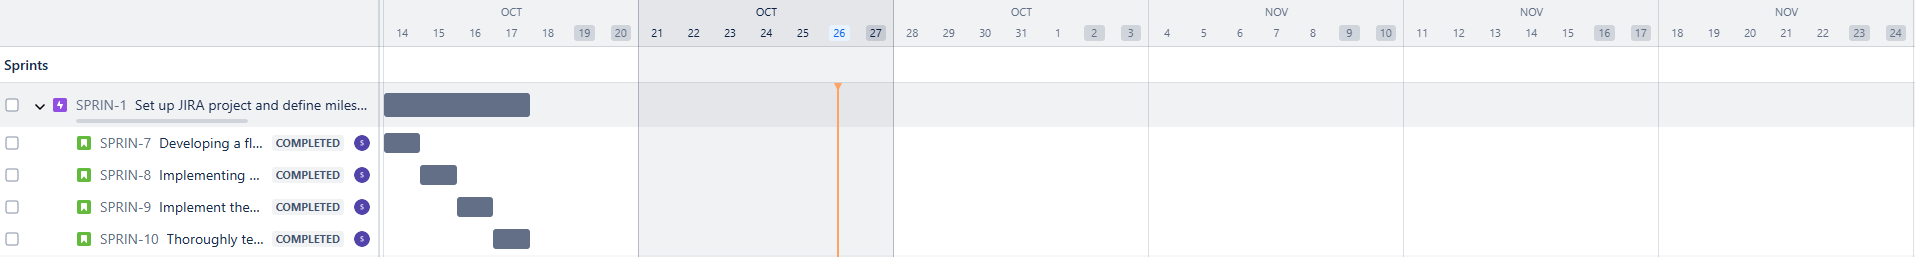 OCT OCT OCT NOV NOV NOV
14 15 16 17 18 19 20 21 22 23 24 25 26 27 28 29 30 31 1 2 3 4 5 6 7 8 9 10 11 12 13 14 15 16 17 18 19 20 21 22 23 24
Sprints
SPRIN-1 Set up JIRA project and define miles...
SPRIN-7 Developing a fl... COMPLETED S
SPRIN-8 Implementing ... COMPLETED S
SPRIN-9 Implement the... COMPLETED S
SPRIN-10 Thoroughly te... COMPLETED S